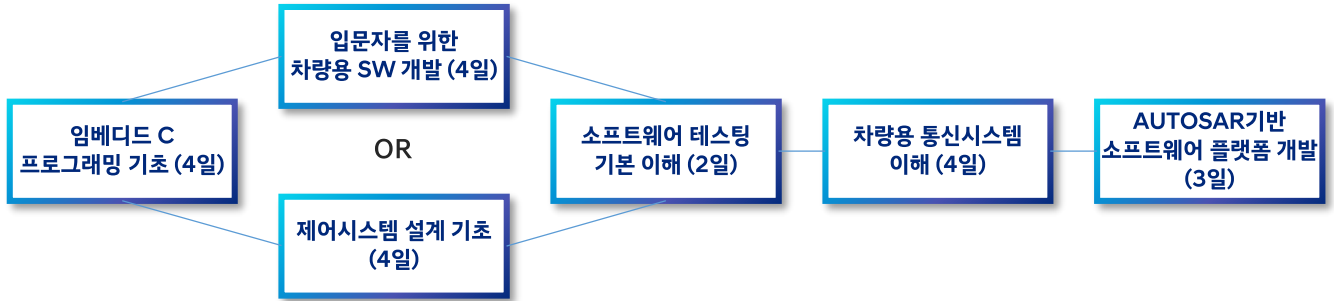 임베디드 C
프로그래밍 기초 (4일)
입문자를 위한
차량용 SW 개발 (4일)
OR
제어시스템 설계 기초
(4일)
소프트웨어 테스팅
기본 이해 (2일)
차량용 통신시스템
이해 (4일)
AUTOSAR기반
소프트웨어 플랫폼 개발
(3일)